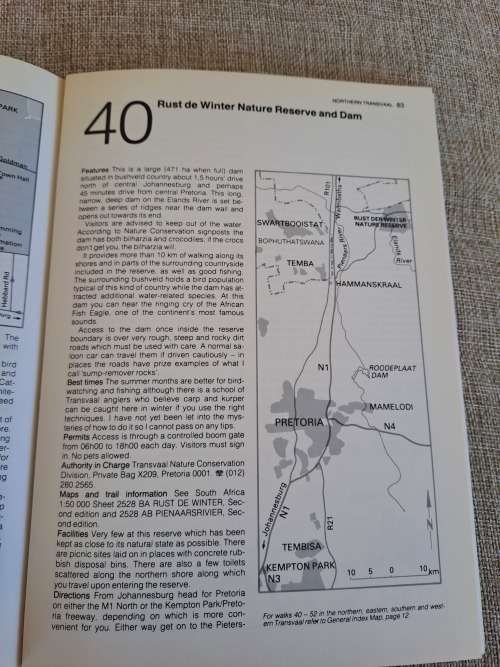 NORTHERN TRANSVAAL 83
40
Rust de Winter Nature Reserve and Dam
Features This is a large (471 ha when full) dam
situated in bushveld country about 1,5 hours' drive
north of central Johannesburg and perhaps
45 minutes drive from central Pretoria. This long,
narrow, deep dam on the Elands River is set be-
tween a series of ridges near the dam wall and
opens out towards its end.
Visitors are advised to keep out of the water.
According to Nature Conservation signposts the
dam has both bilharzia and crocodiles; if the crocs
don't get you, the bilharzia will.
It provides more than 10 km of walking along its
shores and in parts of the surrounding countryside
included in the reserve, as well as good fishing.
The surrounding bushveld holds a bird population
typical of this kind of country while the dam has at-
tracted additional water-related species. At this
dam you can hear the ringing cry of the African
Fish Eagle, one of the continent's most famous
sounds.
Access to the dam once inside the reserve
boundary is over very rough, steep and rocky dirt
roads which must be used with care. A normal sa-
loon car can travel them if driven cautiously – in
places the roads have prize examples of what I
call 'sump-remover rocks'.
Best times The summer months are better for bird-
watching and fishing although there is a school of
Transvaal anglers who believe carp and kurper
can be caught here in winter if you use the right
techniques. I have not yet been let into the mys-
teries of how to do it so I cannot pass on any tips.
Permits Access is through a controlled boom gate
from 06h00 to 18h00 each day. Visitors must sign
in. No pets allowed.
Authority in Charge Transvaal Nature Conservation
Division, Private Bag X209, Pretoria 0001. ☎ (012)
280 2565.
Maps and trail information See South Africa
1:50 000 Sheet 2528 BA RUST DE WINTER, Sec-
ond edition and 2528 AB PIENAARSRIVIER, Sec-
ond edition.
Facilities Very few at this reserve which has been
kept as close to its natural state as possible. There
are picnic sites laid on in places with concrete rub-
bish disposal bins. There are also a few toilets
scattered along the northern shore along which
you travel upon entering the reserve.
Directions From Johannesburg head for Pretoria
on either the M1 North or the Kempton Park/Preto-
ria freeway, depending on which is more con-
venient for you. Either way get on to the Pieters-
R101
Warmbaths
RUST DER WINTER
NATURE RESERVE
SWARTBOOISTAT
BOPHUTHATSWANA
Pienaars River
Elands
River
TEMBA
HAMMANSKRAAL
N1
ROODEPLAAT
DAM
MAMELODI
PRETORIA
N4
Johannesburg
N1
R21
TEMBISA
KEMPTON PARK
N3
10 5 0 10 km
For walks 40 – 52 in the northern, eastern, southern and west-
ern Transvaal refer to General Index Map, page 12.
PARK
Goldman
Town Hall
Hebbard Rd
The
with
bird
and